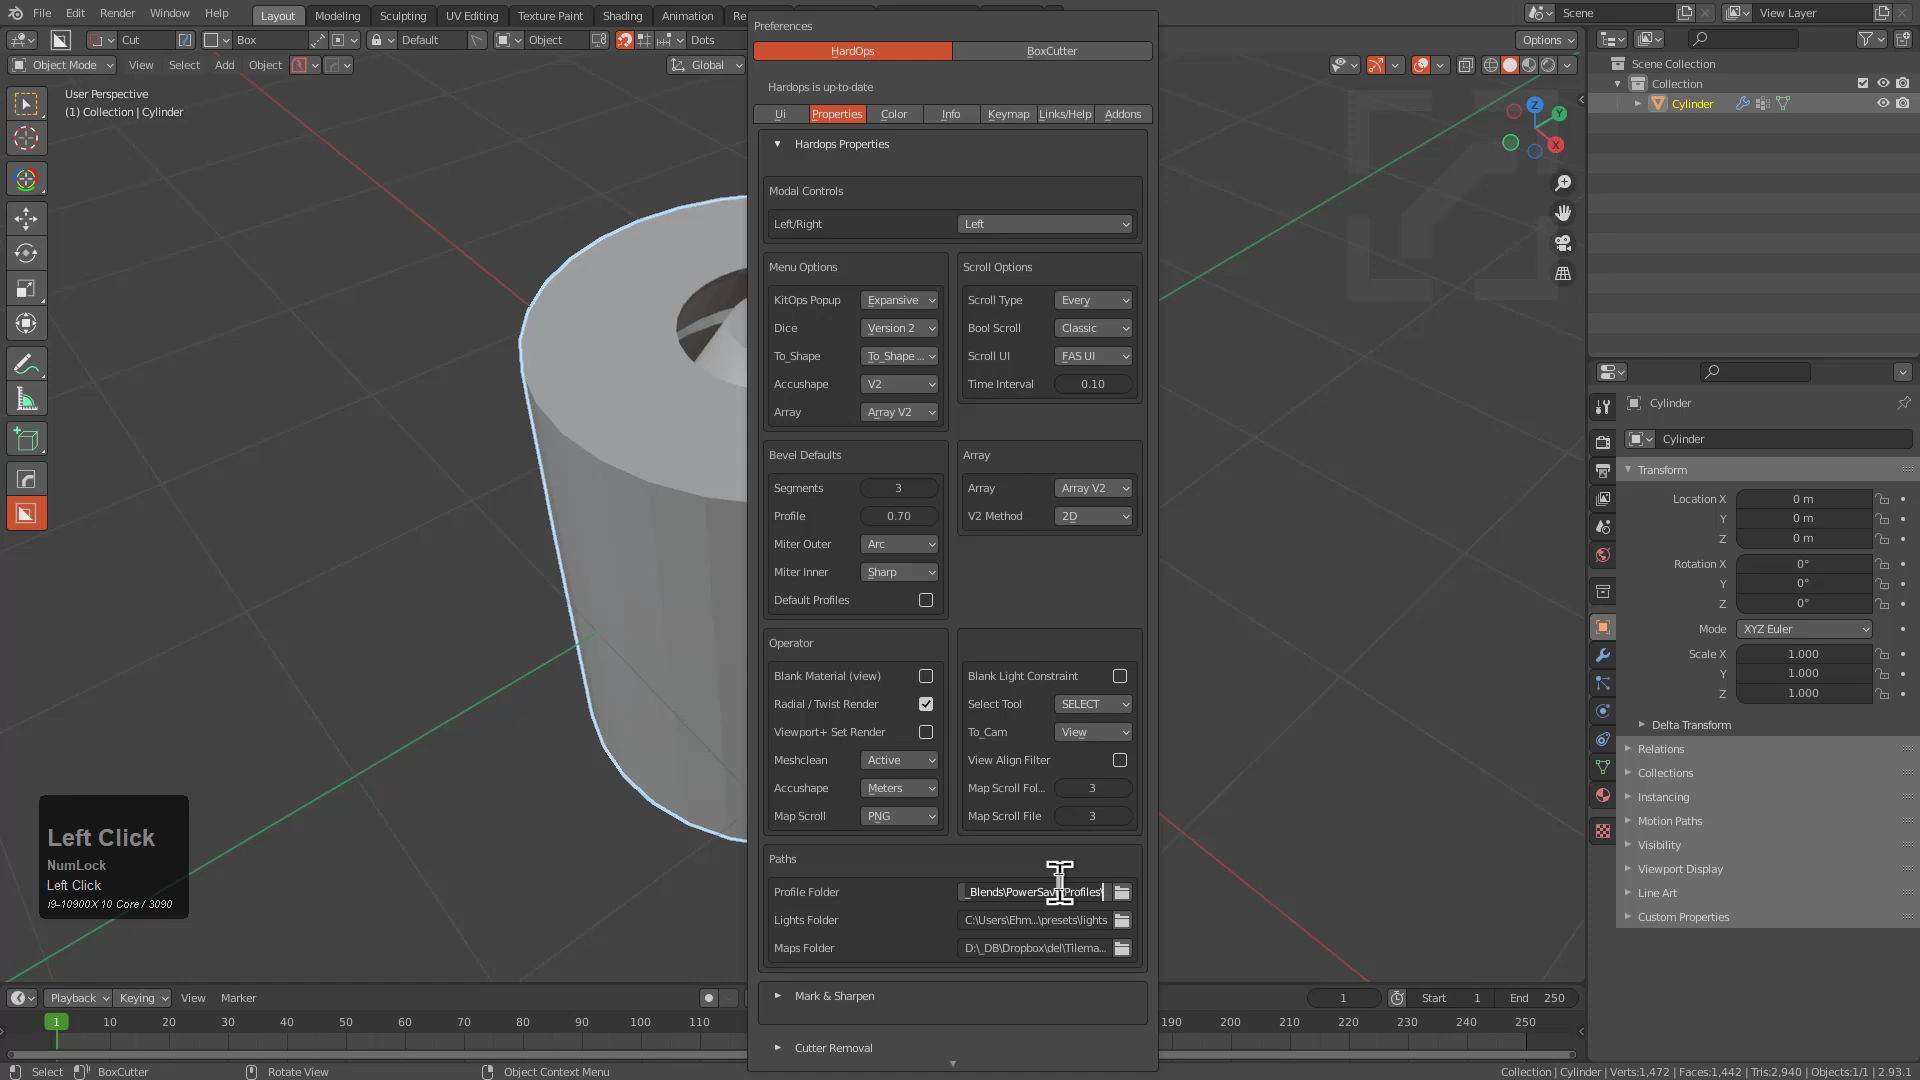 File Edit Render Window Help
Layout Modeling Sculpting UV Editing Texture Paint Shading Animation Re
Scene View Layer
Cut Box Default Object Dots Options
Object Mode View Select Add Object Global
User Perspective
(1) Collection | Cylinder
Z Y X
Preferences
HardOps BoxCutter
Hardops is up-to-date
Ui Properties Color Info Keymap Links/Help Addons
Hardops Properties
Modal Controls
Left/Right Left
Menu Options
KitOps Popup Expansive
Dice Version 2
To_Shape To_Shape ...
Accushape V2
Array Array V2
Scroll Options
Scroll Type Every
Bool Scroll Classic
Scroll UI FAS UI
Time Interval 0.10
Bevel Defaults
Segments 3
Profile 0.70
Miter Outer Arc
Miter Inner Sharp
Default Profiles
Array
Array Array V2
V2 Method 2D
Operator
Blank Material (view)
Radial / Twist Render
Viewport+ Set Render
Meshclean Active
Accushape Meters
Map Scroll PNG
Blank Light Constraint
Select Tool SELECT
To_Cam View
View Align Filter
Map Scroll Fol... 3
Map Scroll File 3
Paths
Profile Folder
Lights Folder C:\Users\Ehm...\presets\lights
Maps Folder D:\_DB\Dropbox\del\Tilema...
Mark & Sharpen
Cutter Removal
Scene Collection
Collection
Cylinder
Cylinder
Cylinder
Transform
Location X 0 m
Y 0 m
Z 0 m
Rotation X 0°
Y 0°
Z 0°
Mode XYZ Euler
Scale X 1.000
Y 1.000
Z 1.000
Delta Transform
Relations
Collections
Instancing
Motion Paths
Visibility
Viewport Display
Line Art
Custom Properties
Left Click
NumLock
Left Click
i9-10900X 10 Core / 3090
Playback Keying View Marker
1 Start 1 End 250
1 10 20 30 40 50 60 70 80 90 100 110 190 200 210 220 230 240 250
Select BoxCutter Rotate View Object Context Menu
Collection | Cylinder | Verts:1,472 | Faces:1,442 | Tris:2,940 | Objects:1/1 | 2.93.1